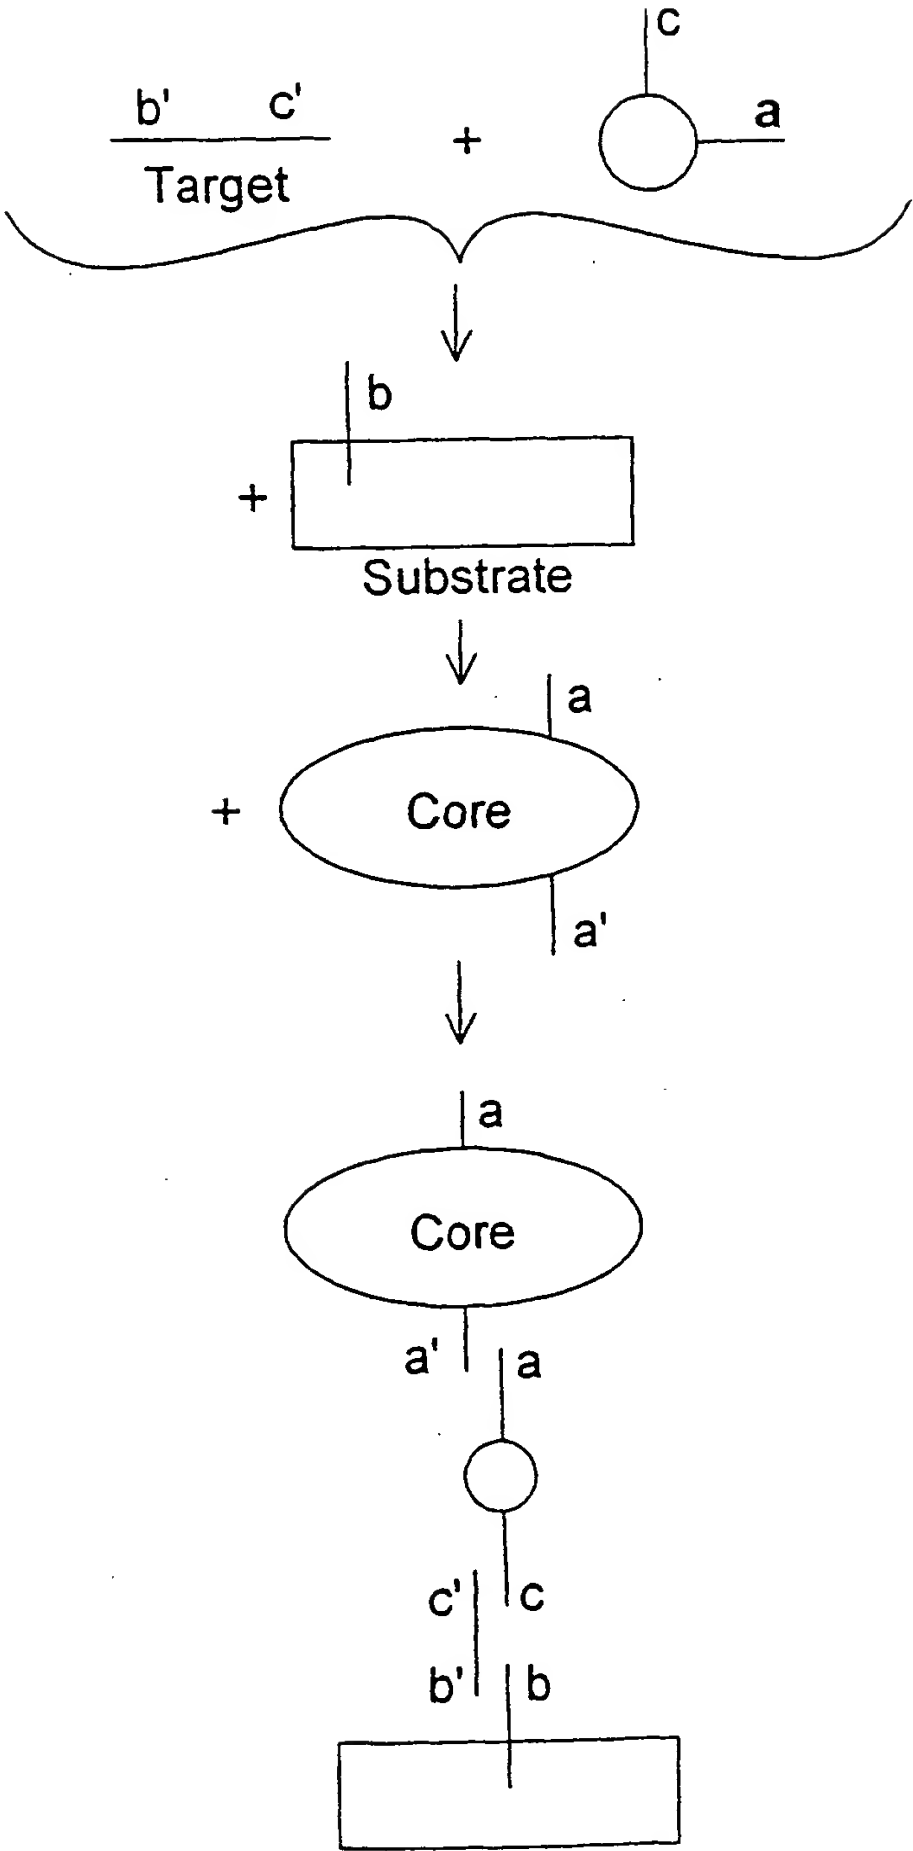 c
b' c' + a
Target
b
+
Substrate
a
+ Core
a'
a
Core
a' a
c' c
b' b